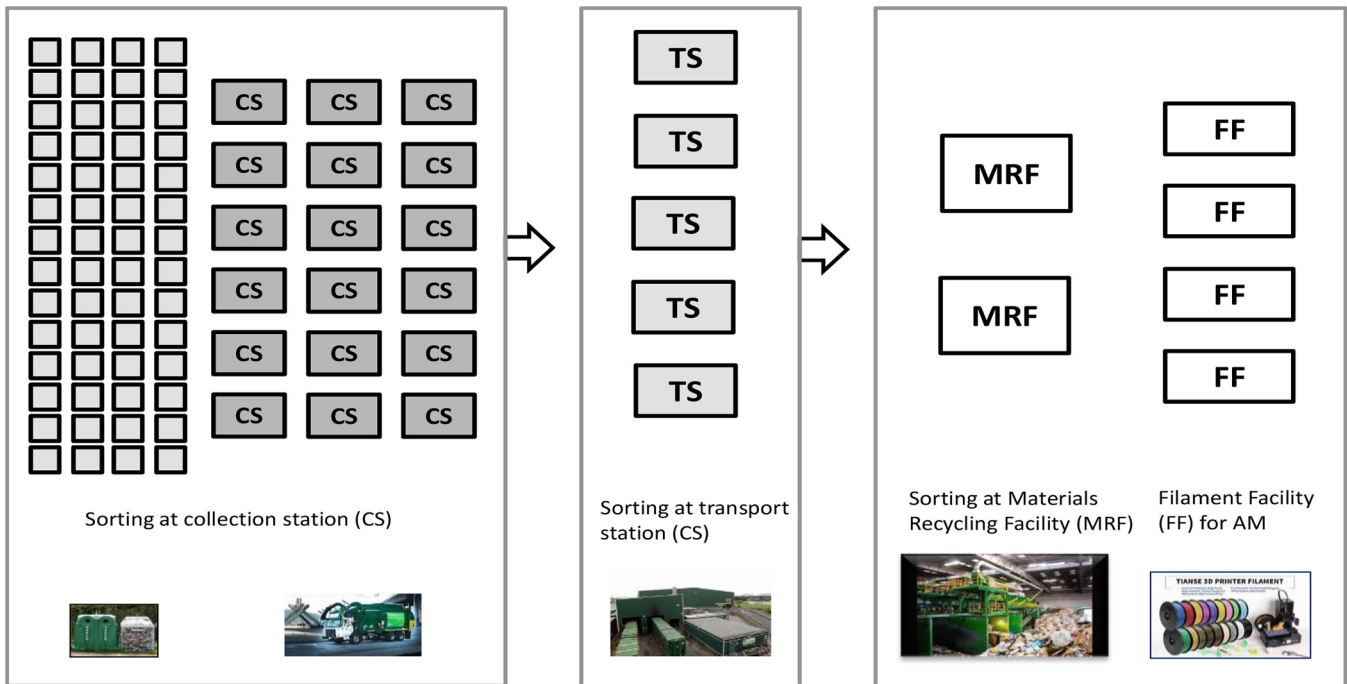 CS CS CS
CS CS CS
CS CS CS
CS CS CS
CS CS CS
CS CS CS
Sorting at collection station (CS)
TS
TS
TS
TS
TS
Sorting at transport
station (CS)
MRF
MRF
Sorting at Materials
Recycling Facility (MRF)
FF
FF
FF
FF
Filament Facility
(FF) for AM
TIANSE 3D PRINTER FILAMENT